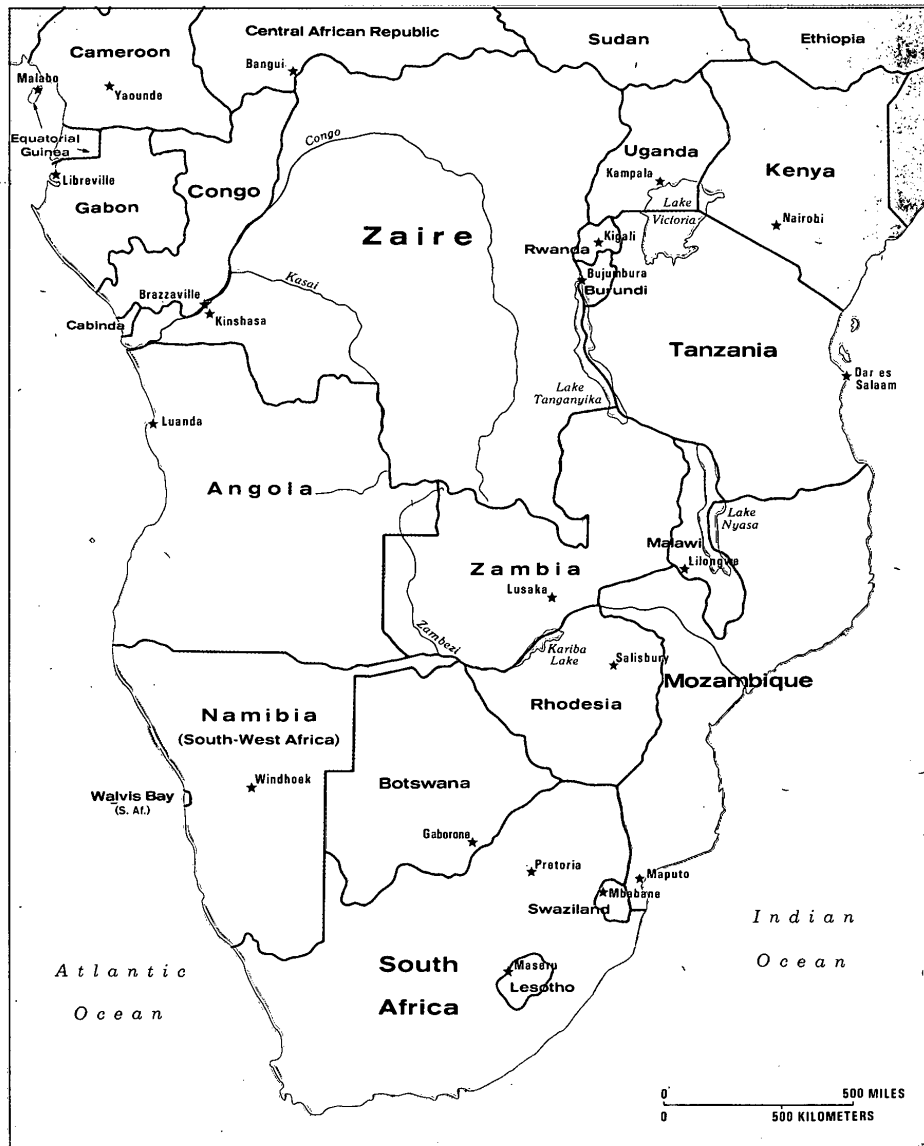 Cameroon
Central African Republic
Sudan
Ethiopia
Malabo
Yaounde
Bangui
Equatorial
Guinea
Congo
Uganda
Kampala
Kenya
Libreville
Gabon
Congo
Zaire
Lake
Victoria
Nairobi
Rwanda
Kigali
Kasai
Bujumbura
Burundi
Brazzaville
Kinshasa
Cabinda
Tanzania
Dar es
Salaam
Lake
Tanganyika
Luanda
Angola
Lake
Nyasa
Malawi
Lilongwe
Zambia
Lusaka
Zambezi
Kariba
Lake
Salisbury
Mozambique
Rhodesia
Namibia
(South-West Africa)
Windhoek
Botswana
Walvis Bay
(S. Af.)
Gaborone
Pretoria
Maputo
Mbabane
Swaziland
Indian
Ocean
Atlantic
Ocean
South
Africa
Maseru
Lesotho
0 500 MILES
0 500 KILOMETERS